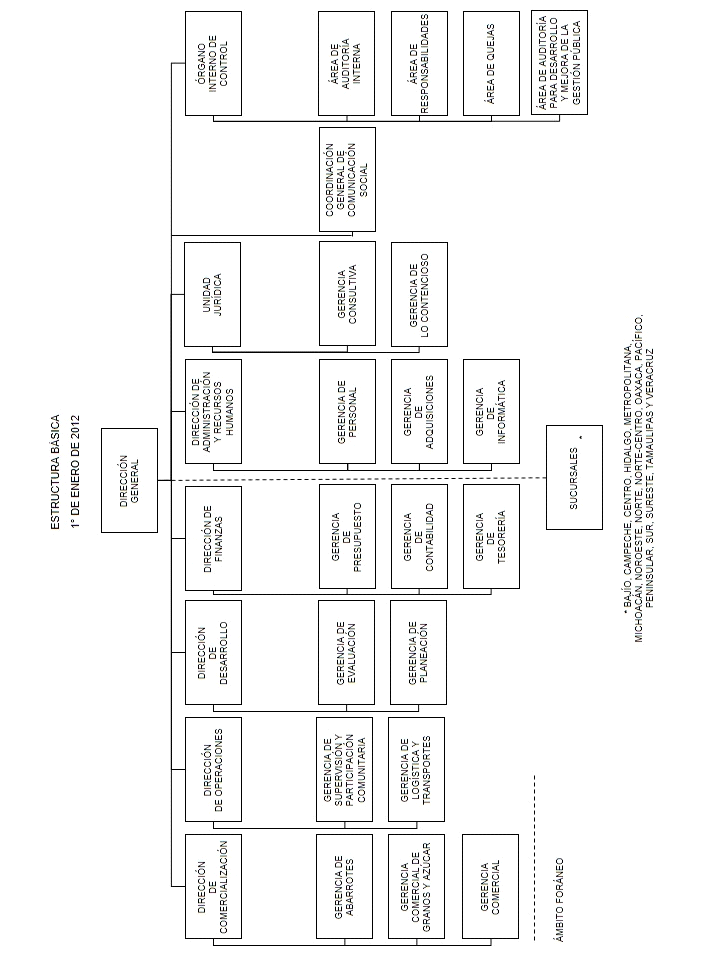 ESTRUCTURA BÁSICA
1° DE ENERO DE 2012
DIRECCIÓN
GENERAL
DIRECCIÓN
DE
COMERCIALIZACIÓN
DIRECCIÓN
DE OPERACIONES
DIRECCIÓN
DE
DESARROLLO
DIRECCIÓN DE
FINANZAS
DIRECCIÓN DE
ADMINISTRACIÓN
Y RECURSOS
HUMANOS
UNIDAD
JURÍDICA
ÓRGANO
INTERNO DE
CONTROL
GERENCIA DE
ABARROTES
GERENCIA DE
SUPERVISIÓN Y
PARTICIPACIÓN
COMUNITARIA
GERENCIA DE
EVALUACIÓN
GERENCIA
DE
PRESUPUESTO
GERENCIA DE
PERSONAL
GERENCIA
CONSULTIVA
COORDINACIÓN
GENERAL DE
COMUNICACIÓN
SOCIAL
ÁREA DE
AUDITORÍA
INTERNA
GERENCIA
COMERCIAL DE
GRANOS Y AZÚCAR
GERENCIA DE
LOGÍSTICA Y
TRANSPORTES
GERENCIA DE
PLANEACIÓN
GERENCIA
DE
CONTABILIDAD
GERENCIA
DE
ADQUISICIONES
GERENCIA DE
LO CONTENCIOSO
ÁREA DE
RESPONSABILIDADES
GERENCIA
COMERCIAL
GERENCIA
DE
TESORERÍA
GERENCIA
DE
INFORMÁTICA
ÁREA DE QUEJAS
ÁREA DE AUDITORÍA
PARA DESARROLLO
Y MEJORA DE LA
GESTIÓN PÚBLICA
ÁMBITO FORÁNEO
SUCURSALES *
* BAJÍO, CAMPECHE, CENTRO, HIDALGO, METROPOLITANA,
MICHOACÁN, NOROESTE, NORTE, NORTE-CENTRO, OAXACA, PACÍFICO,
PENINSULAR, SUR, SURESTE, TAMAULIPAS Y VERACRUZ